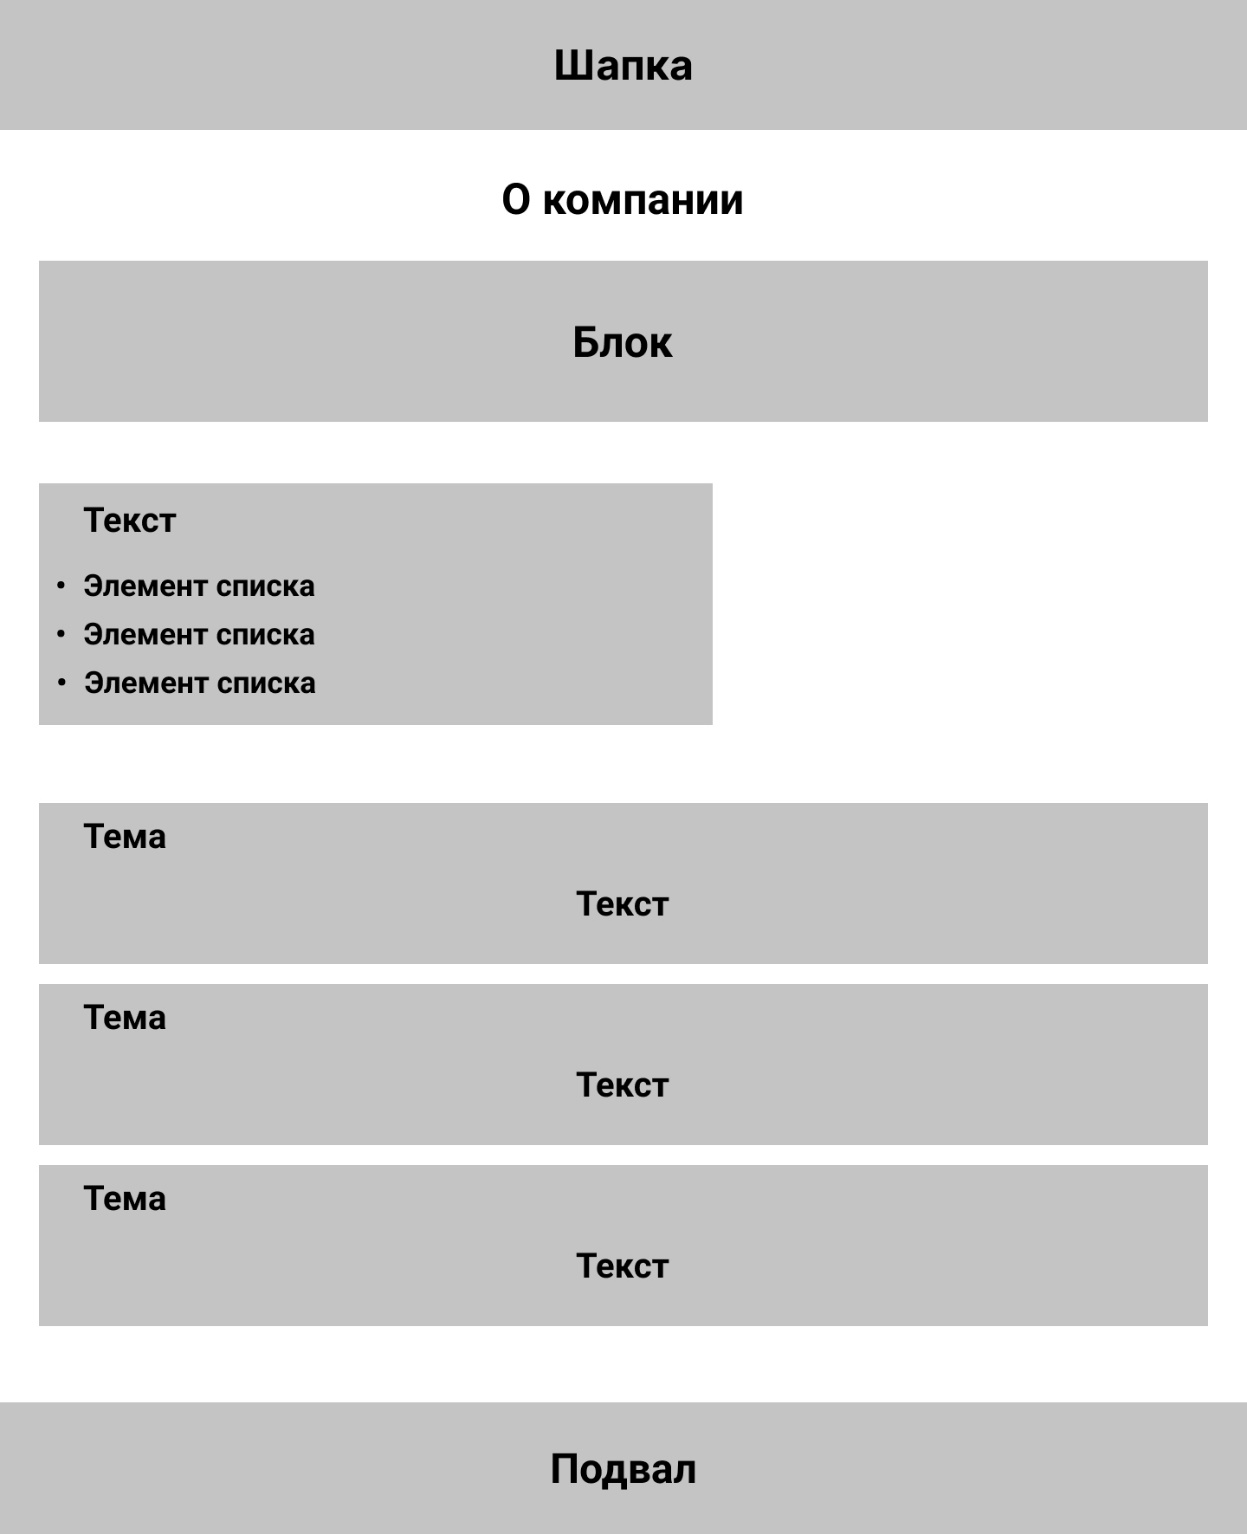 Шапка
О компании
Блок
Текст
• Элемент списка
• Элемент списка
• Элемент списка
Тема
Текст
Тема
Текст
Тема
Текст
Подвал